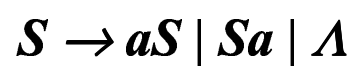 S → aS | Sa | Λ